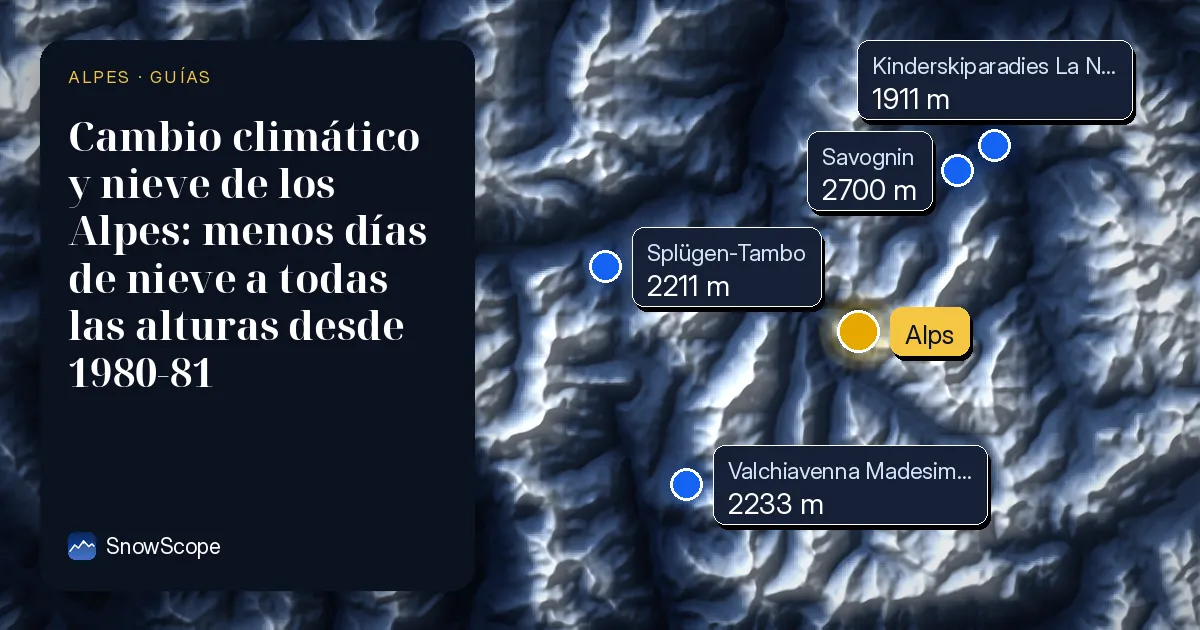 ALPES · GUÍAS
Cambio climático
y nieve de los
Alpes: menos días
de nieve a todas
las alturas desde
1980-81
SnowScope
Kinderskiparadies La N...
1911 m
Savognin
2700 m
Splügen-Tambo
2211 m
Alps
Valchiavenna Madesim...
2233 m